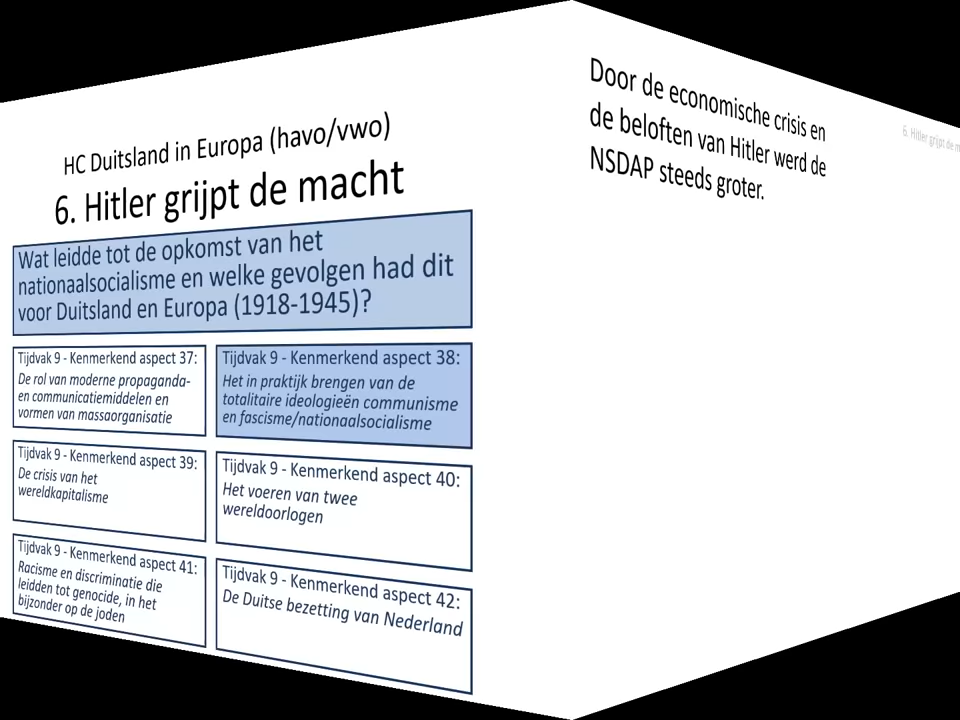 HC Duitsland in Europa (havo/vwo)
6. Hitler grijpt de macht
Wat leidde tot de opkomst van het
nationaalsocialisme en welke gevolgen had dit
voor Duitsland en Europa (1918-1945)?
Tijdvak 9 - Kenmerkend aspect 37:
De rol van moderne propaganda-
en communicatiemiddelen en
vormen van massaorganisatie
Tijdvak 9 - Kenmerkend aspect 38:
Het in praktijk brengen van de
totalitaire ideologieën communisme
en fascisme/nationaalsocialisme
Tijdvak 9 - Kenmerkend aspect 39:
De crisis van het
wereldkapitalisme
Tijdvak 9 - Kenmerkend aspect 40:
Het voeren van twee
wereldoorlogen
Tijdvak 9 - Kenmerkend aspect 41:
Racisme en discriminatie die
leidden tot genocide, in het
bijzonder op de joden
Tijdvak 9 - Kenmerkend aspect 42:
De Duitse bezetting van Nederland
Door de economische crisis en
de beloften van Hitler werd de
NSDAP steeds groter.
6. Hitler grijpt de m